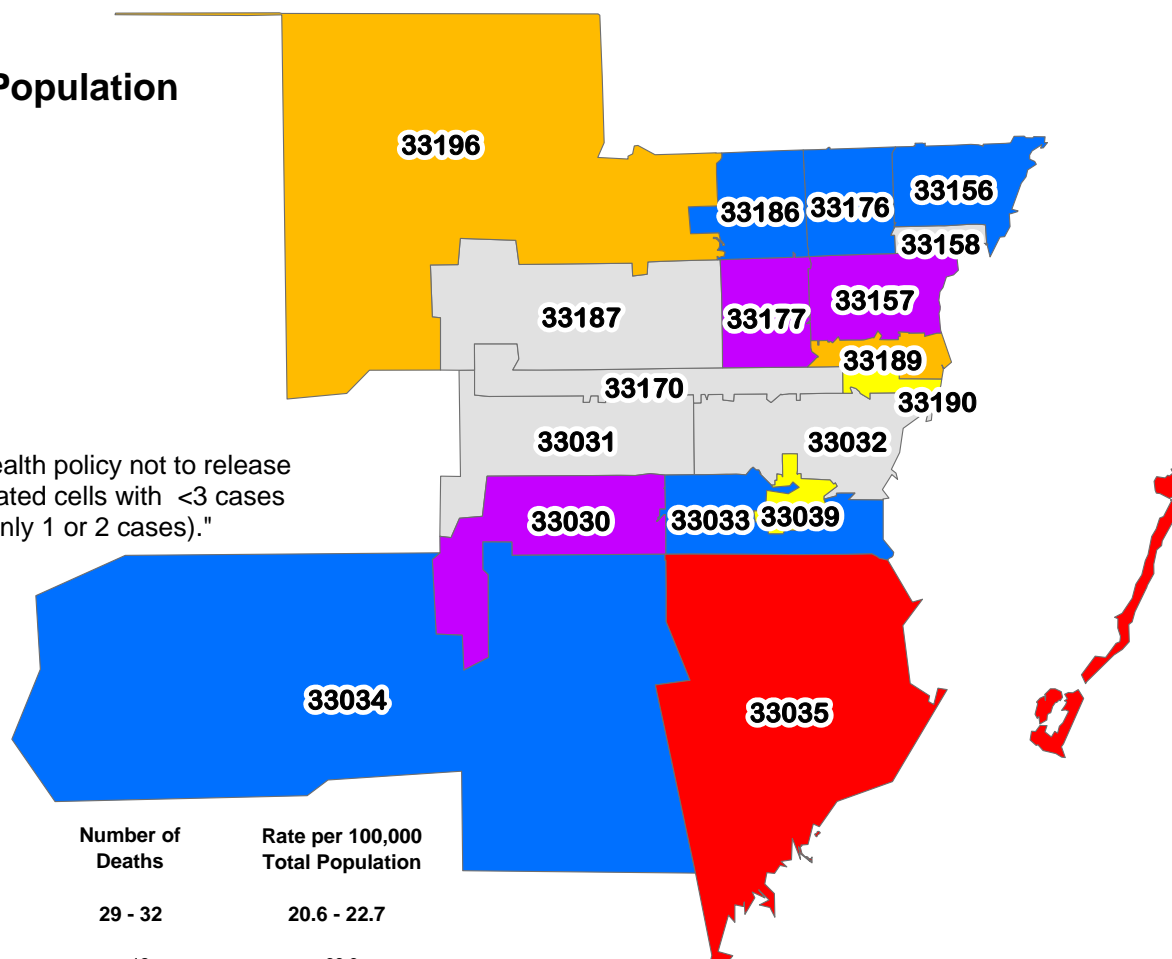 Population
33196
33186
33176
33156
33158
33187
33177
33157
33189
33170
33190
33031
33032
ealth policy not to release
ated cells with <3 cases
nly 1 or 2 cases)."
33030
33033
33039
33034
33035
Number of
Deaths
Rate per 100,000
Total Population
29 - 32
20.6 - 22.7